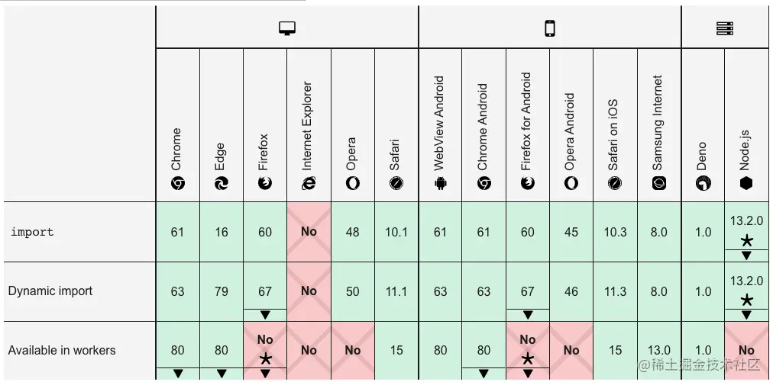 Chrome
Edge
Firefox
Internet Explorer
Opera
Safari
WebView Android
Chrome Android
Firefox for Android
Opera Android
Safari on iOS
Samsung Internet
Deno
Node.js
import 61 16 60 No 48 10.1 61 61 60 45 10.3 8.0 1.0 13.2.0 *
Dynamic import 63 79 67 No 50 11.1 63 63 67 46 11.3 8.0 1.0 13.2.0 *
Available in workers 80 80 No * No No 15 80 80 No * No 15 13.0 1.0 No
@稀土掘金技术社区